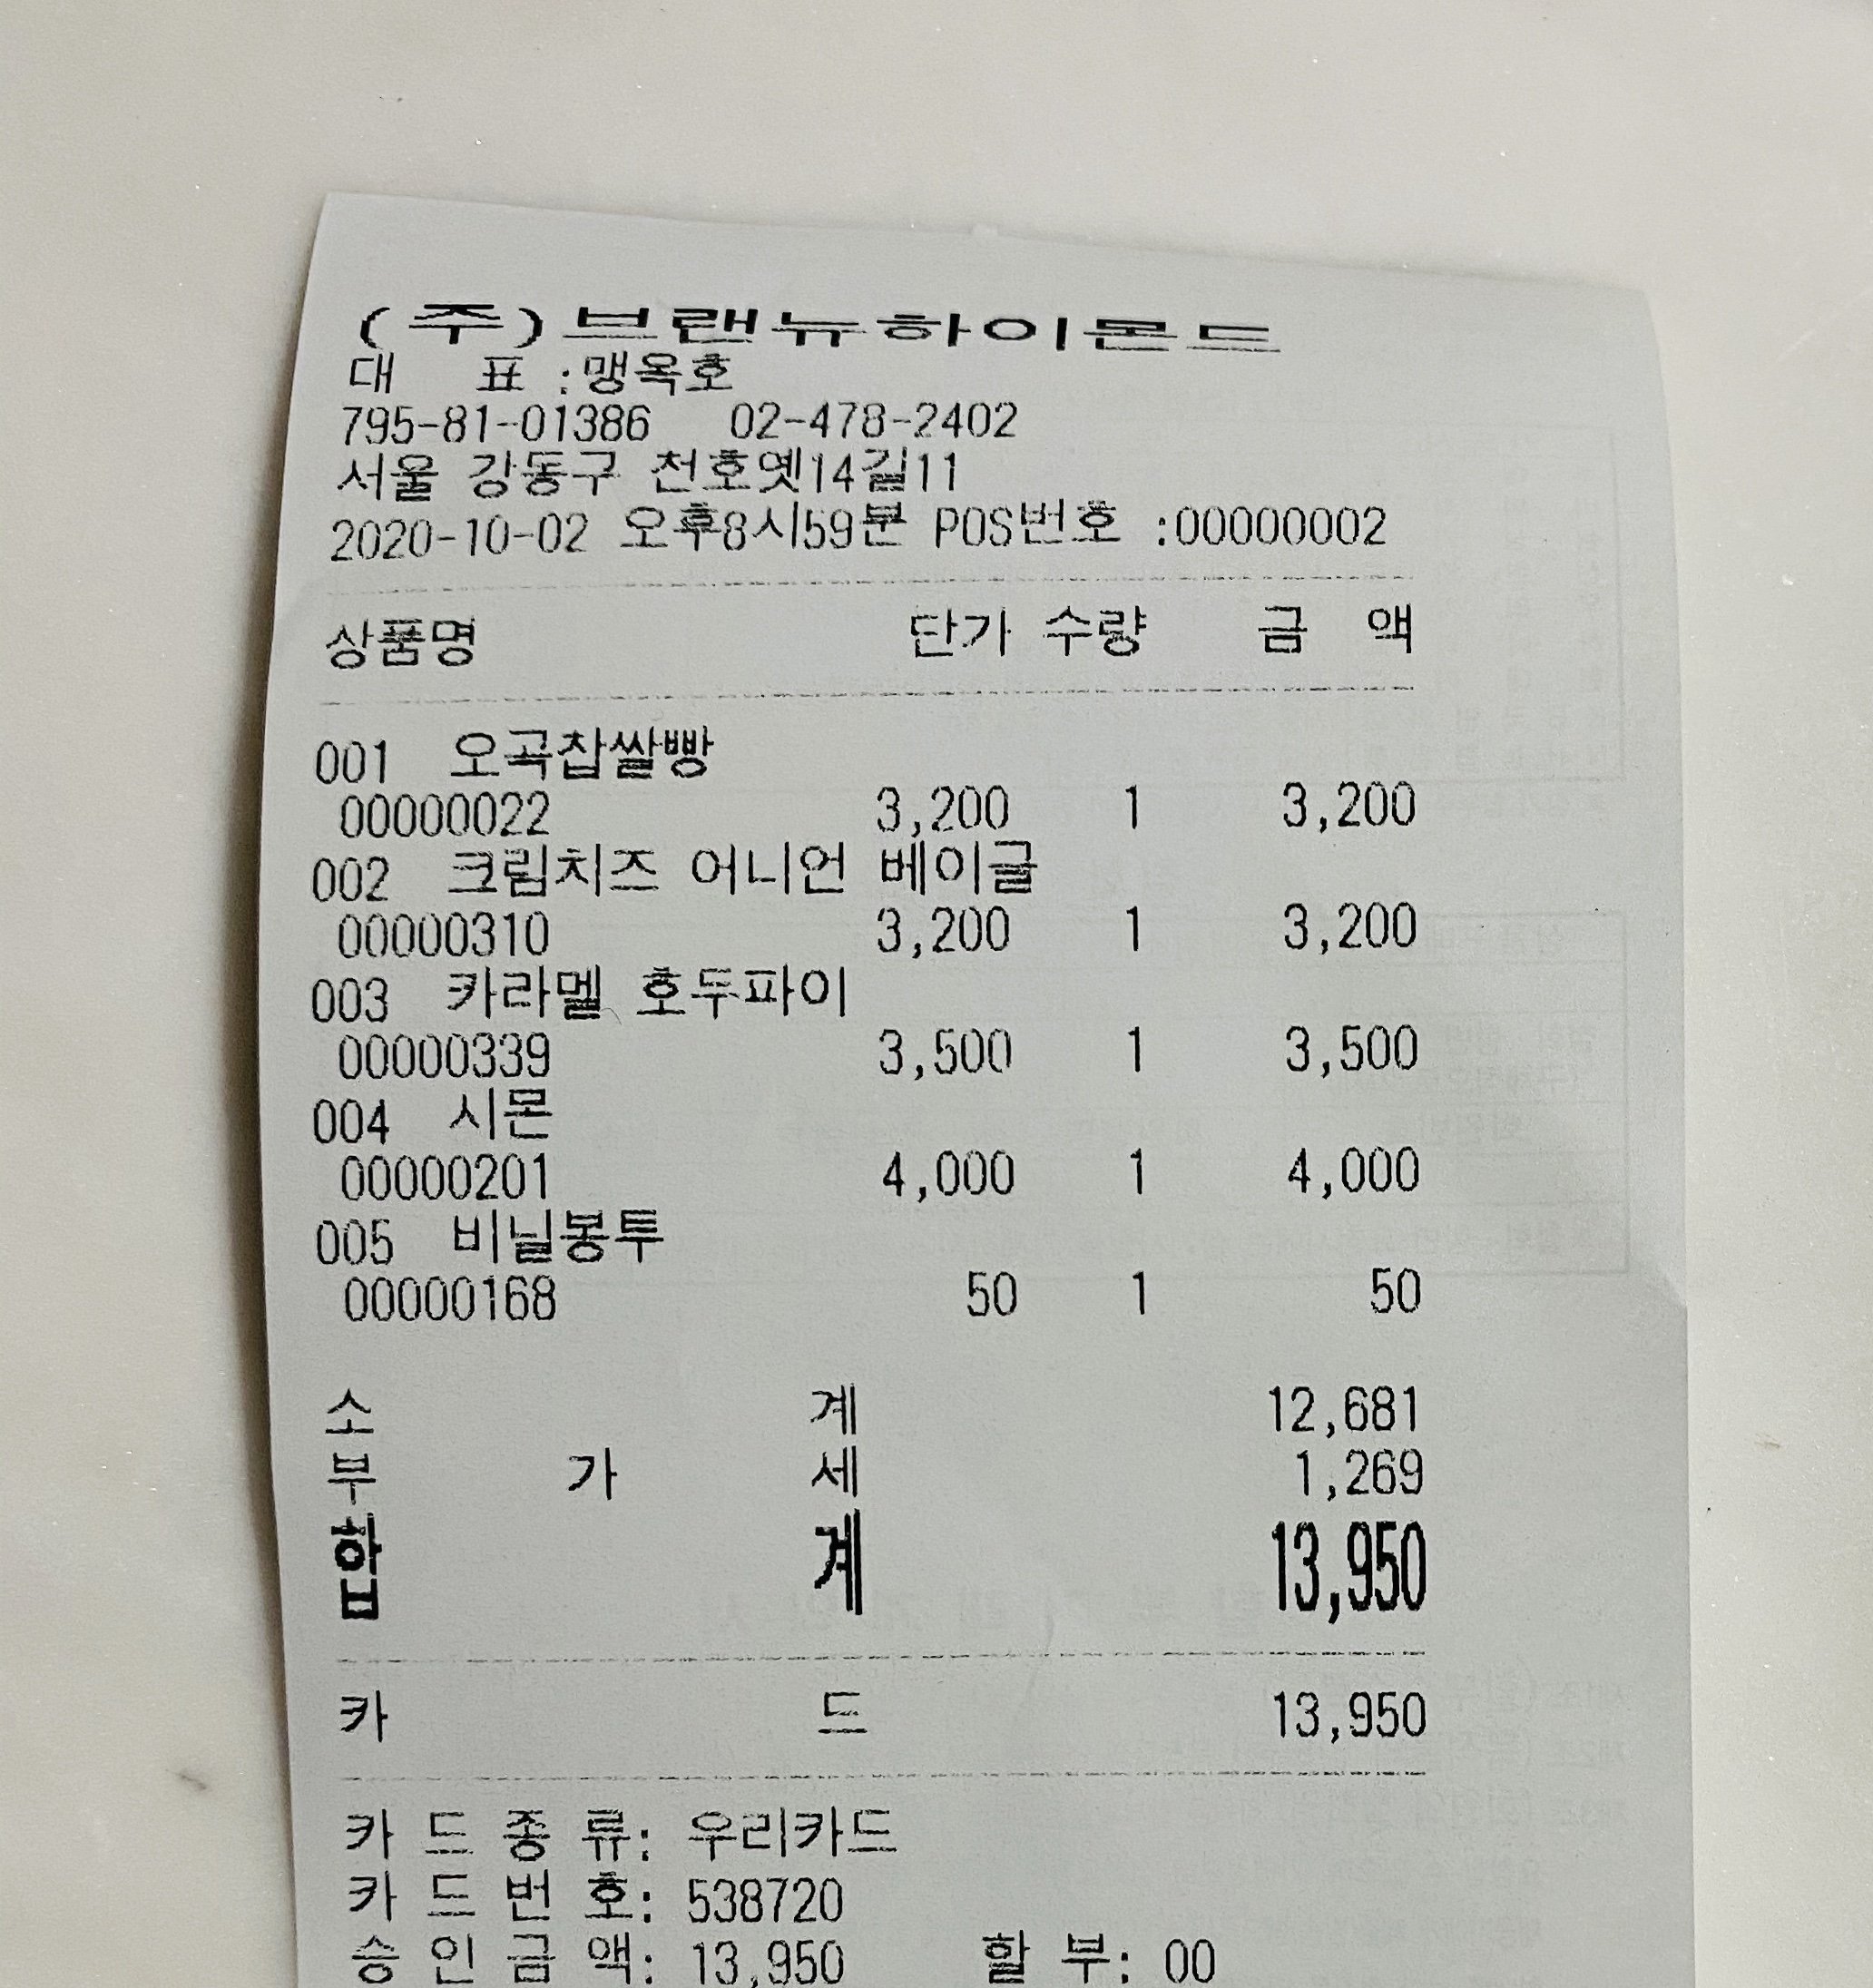 (주)브랜뉴하이몬드
대 표 :맹옥호
795-81-01386 02-478-2402
서울 강동구 천호옛14길11
2020-10-02 오후8시59분 POS번호 :00000002
상품명 단가 수량 금 액
001 오곡찹쌀빵
00000022 3,200 1 3,200
002 크림치즈 어니언 베이글
00000310 3,200 1 3,200
003 카라멜 호두파이
00000339 3,500 1 3,500
004 시몬
00000201 4,000 1 4,000
005 비닐봉투
00000168 50 1 50
소 계 12,681
부 가 세 1,269
합 계 13,950
카 드 13,950
카 드 종 류: 우리카드
카 드 번 호: 538720
승 인 금 액: 13,950 할 부: 00